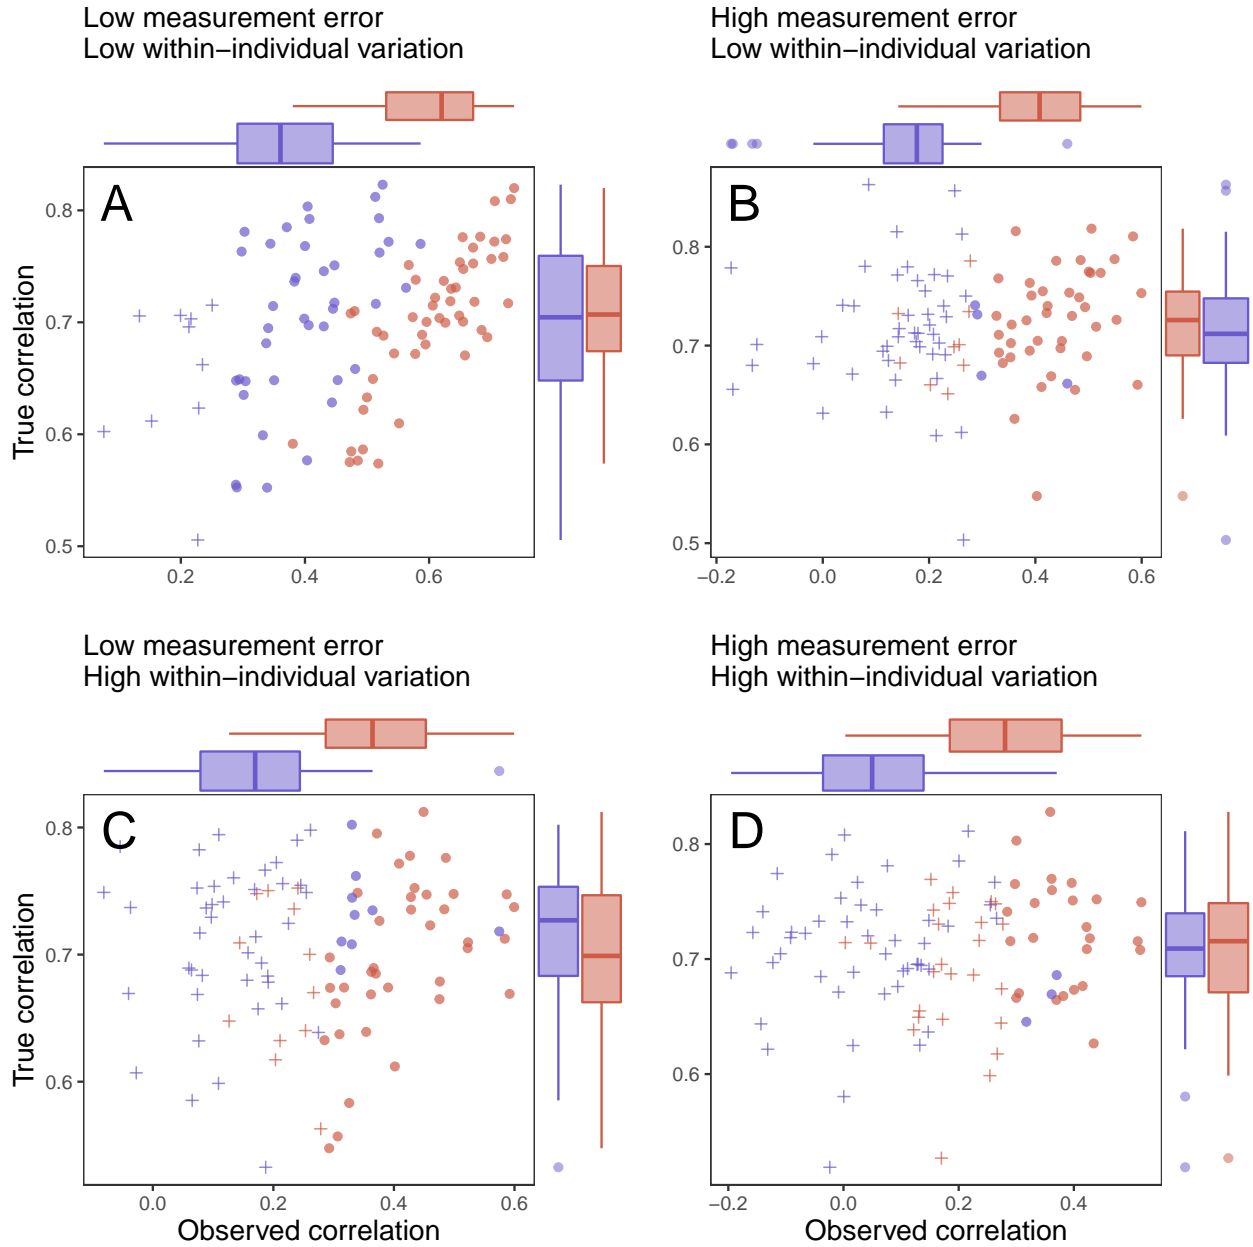 Low measurement error
Low within−individual variation
High measurement error
Low within−individual variation
A
B
True correlation
0.8
0.7
0.6
0.5
0.2
0.4
0.6
0.8
0.7
0.6
0.5
−0.2
0.0
0.2
0.4
0.6
Low measurement error
High within−individual variation
High measurement error
High within−individual variation
C
D
True correlation
0.8
0.7
0.6
0.0
0.2
0.4
0.6
Observed correlation
0.8
0.7
0.6
−0.2
0.0
0.2
0.4
Observed correlation